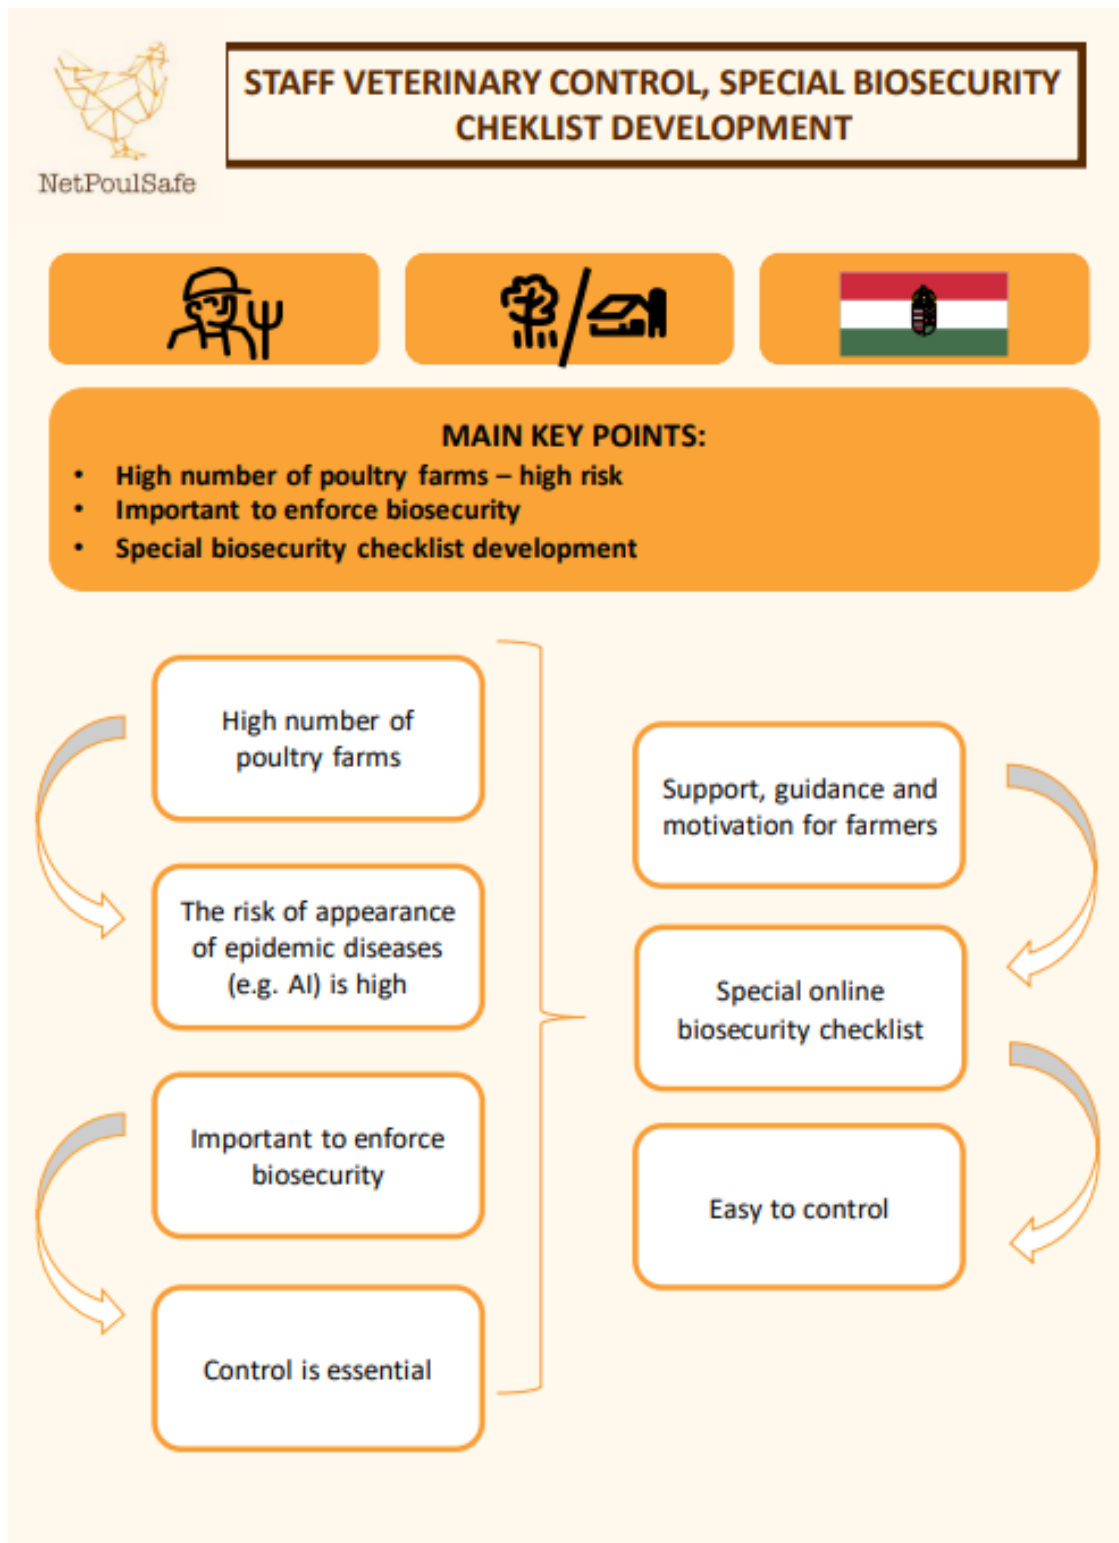 NetPoulSafe
STAFF VETERINARY CONTROL, SPECIAL BIOSECURITY
CHEKLIST DEVELOPMENT
MAIN KEY POINTS:
• High number of poultry farms – high risk
• Important to enforce biosecurity
• Special biosecurity checklist development
High number of
poultry farms
The risk of appearance
of epidemic diseases
(e.g. AI) is high
Important to enforce
biosecurity
Control is essential
Support, guidance and
motivation for farmers
Special online
biosecurity checklist
Easy to control